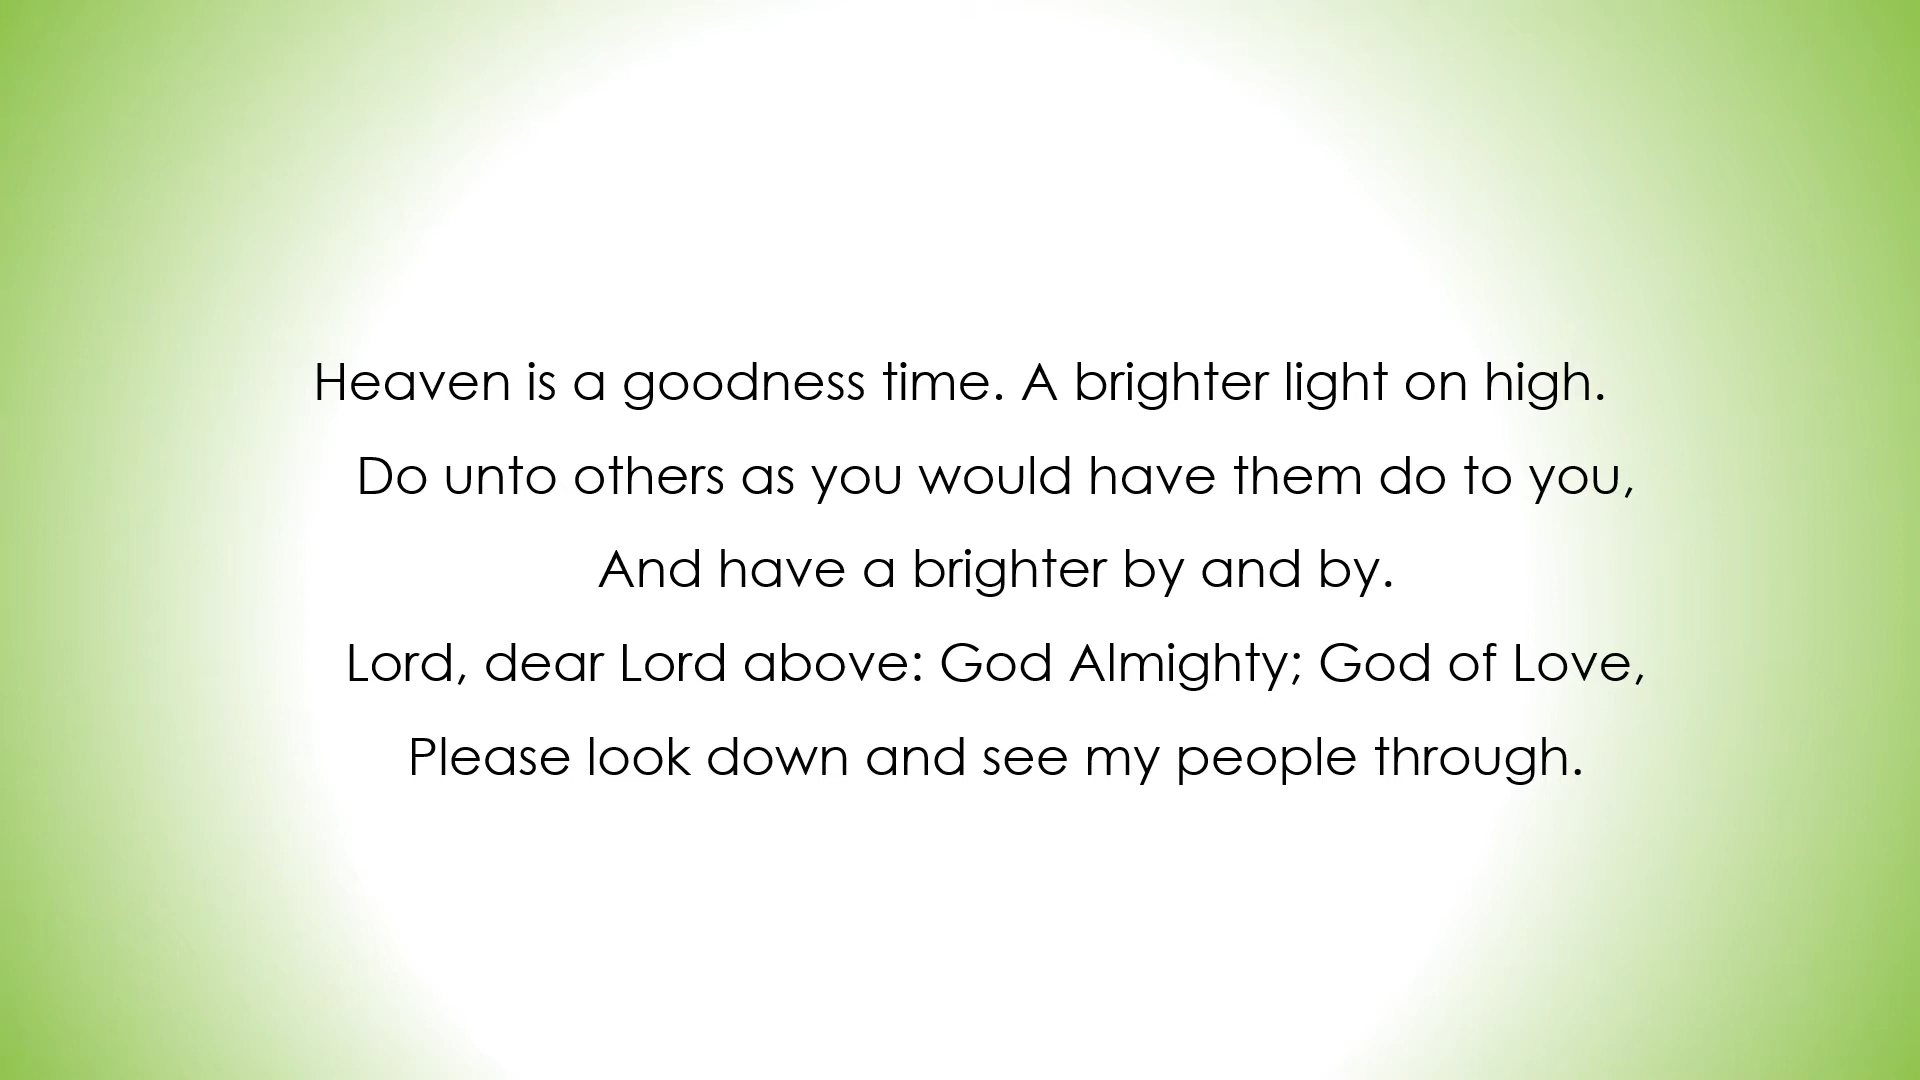 Heaven is a goodness time. A brighter light on high.
Do unto others as you would have them do to you,
And have a brighter by and by.
Lord, dear Lord above: God Almighty; God of Love,
Please look down and see my people through.